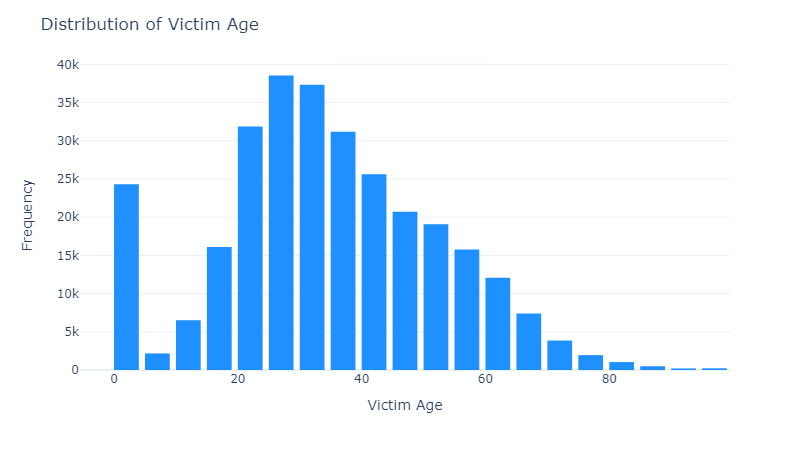 Distribution of Victim Age
40k
35k
30k
25k
20k
15k
10k
5k
0
Frequency
0 20 40 60 80
Victim Age